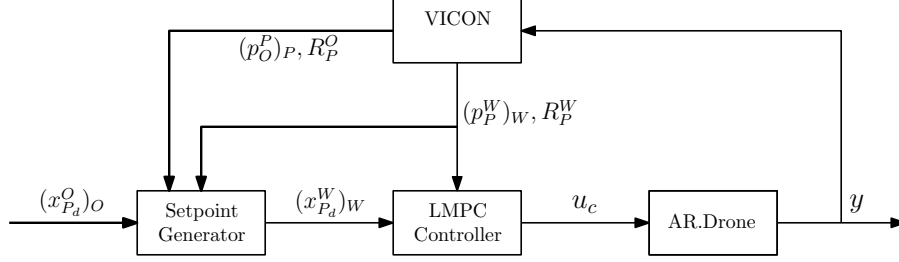 VICON
$(p_O^P)_P, R_P^O$
$(p_P^W)_W, R_P^W$
$(x_{P_d}^O)_O$
Setpoint
Generator
$(x_{P_d}^W)_W$
LMPC
Controller
$u_c$
AR.Drone
$y$